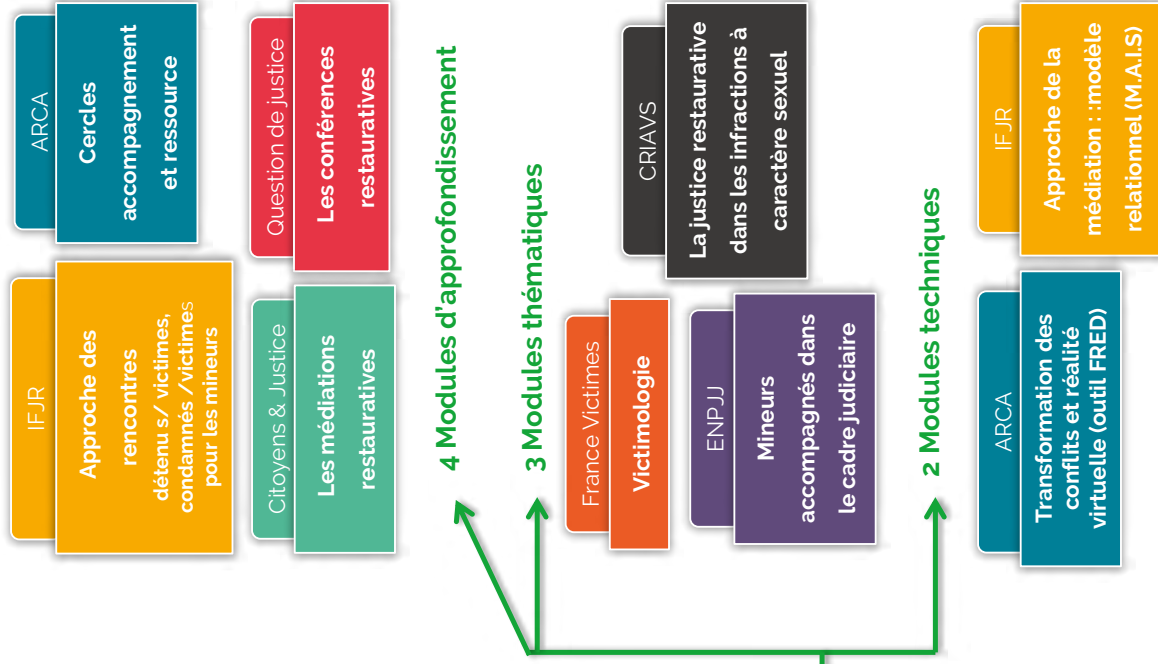 IFJR
Approche des
rencontres
détenu s/ victimes,
condamnés /victimes
pour les mineurs
ARCA
Cercles
accompagnement
et ressource
Citoyens & Justice
Les médiations
restauratives
Question de justice
Les conférences
restauratives
4 Modules d’approfondissement
3 Modules thématiques
France Victimes
Victimologie
CRIAVS
La justice restaurative
dans les infractions à
caractère sexuel
ENPJJ
Mineurs
accompagnés dans
le cadre judiciaire
2 Modules techniques
ARCA
Transformation des
conflits et réalité
virtuelle (outil FRED)
IFJR
Approche de la
médiation : :modèle
relationnel (M.A.I.S)